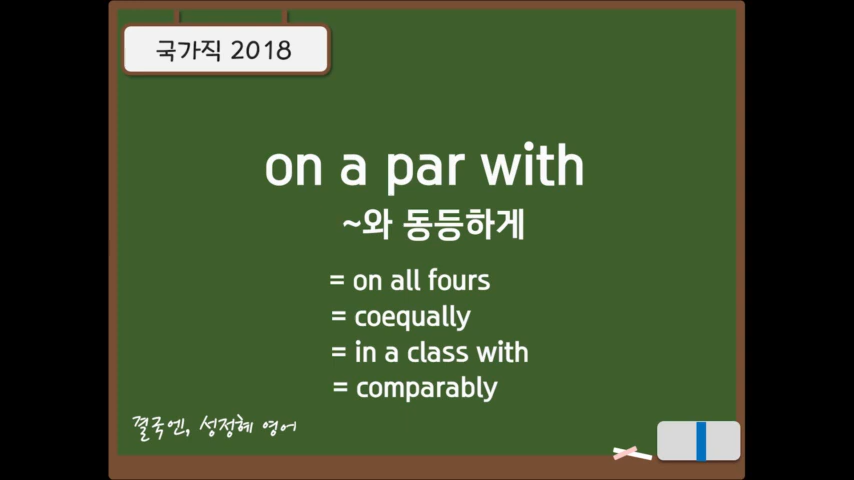 국가직 2018
on a par with
~와 동등하게
= on all fours
= coequally
= in a class with
= comparably
결국엔, 성정혜 영어